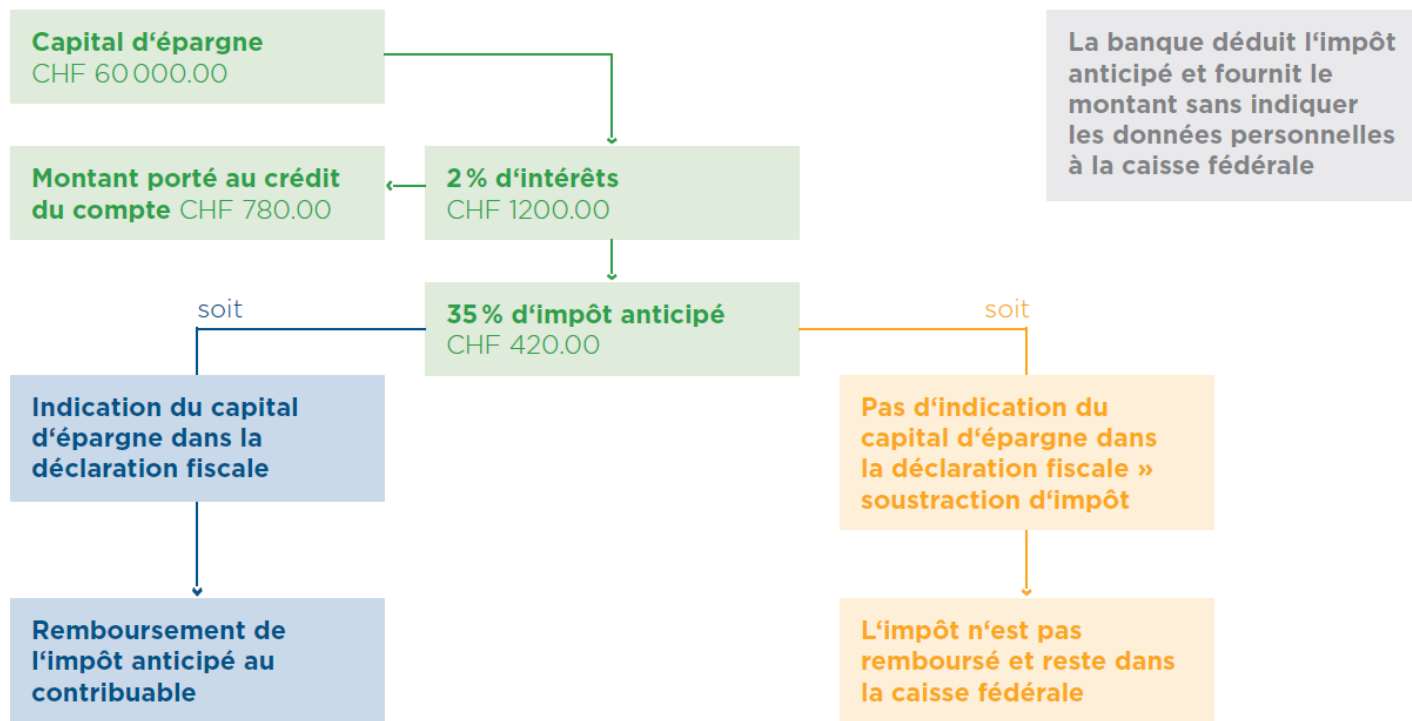 Capital d‘épargne
CHF 60 000.00
La banque déduit l‘impôt
anticipé et fournit le
montant sans indiquer
les données personnelles
à la caisse fédérale
Montant porté au crédit
du compte CHF 780.00
2 % d‘intérêts
CHF 1200.00
35 % d‘impôt anticipé
CHF 420.00
soit
soit
Indication du capital
d‘épargne dans la
déclaration fiscale
Pas d‘indication du
capital d‘épargne dans
la déclaration fiscale »
soustraction d‘impôt
Remboursement de
l‘impôt anticipé au
contribuable
L‘impôt n‘est pas
remboursé et reste dans
la caisse fédérale